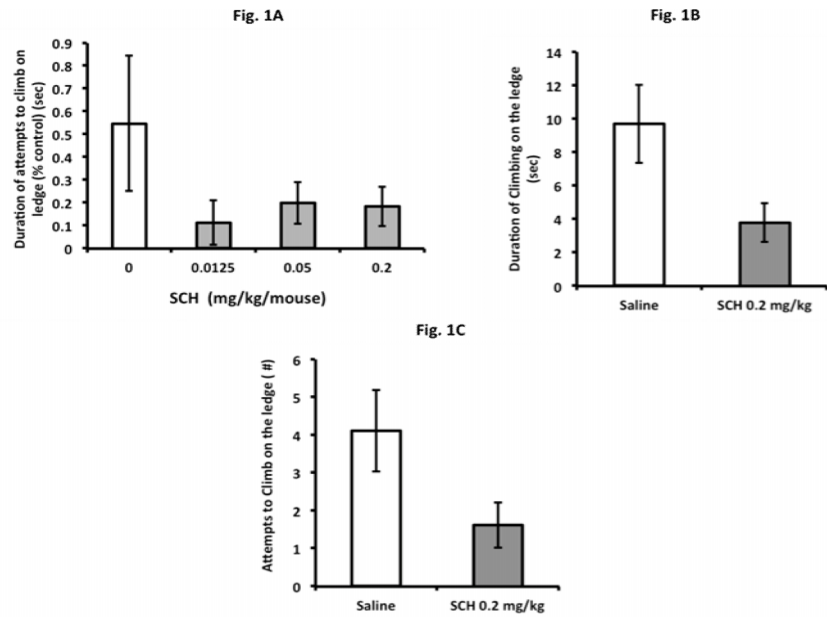 Fig. 1A
Duration of attempts to climb on
ledge (% control) (sec)
0.9
0.8
0.7
0.6
0.5
0.4
0.3
0.2
0.1
0
0 0.0125 0.05 0.2
SCH (mg/kg/mouse)
Fig. 1B
Duration of Climbing on the ledge
(sec)
14
12
10
8
6
4
2
0
Saline SCH 0.2 mg/kg
Fig. 1C
Attempts to Climb on the ledge ( #)
6
5
4
3
2
1
0
Saline SCH 0.2 mg/kg